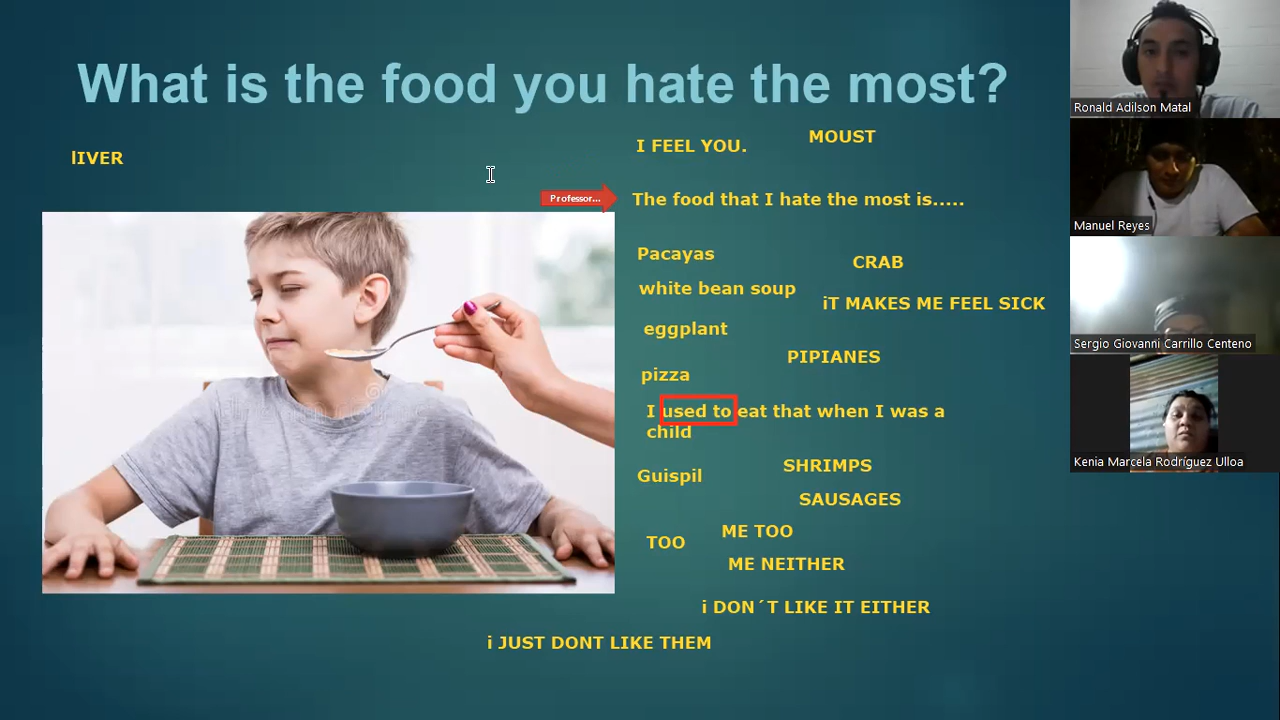 What is the food you hate the most?
lIVER
I FEEL YOU.
MOUST
Professor...
The food that I hate the most is.....
Pacayas
CRAB
white bean soup
iT MAKES ME FEEL SICK
eggplant
PIPIANES
pizza
I used to eat that when I was a
child
Guispil
SHRIMPS
SAUSAGES
TOO
ME TOO
ME NEITHER
i DON´T LIKE IT EITHER
i JUST DONT LIKE THEM
Ronald Adilson Matal
Manuel Reyes
Sergio Giovanni Carrillo Centeno
Kenia Marcela Rodríguez Ulloa